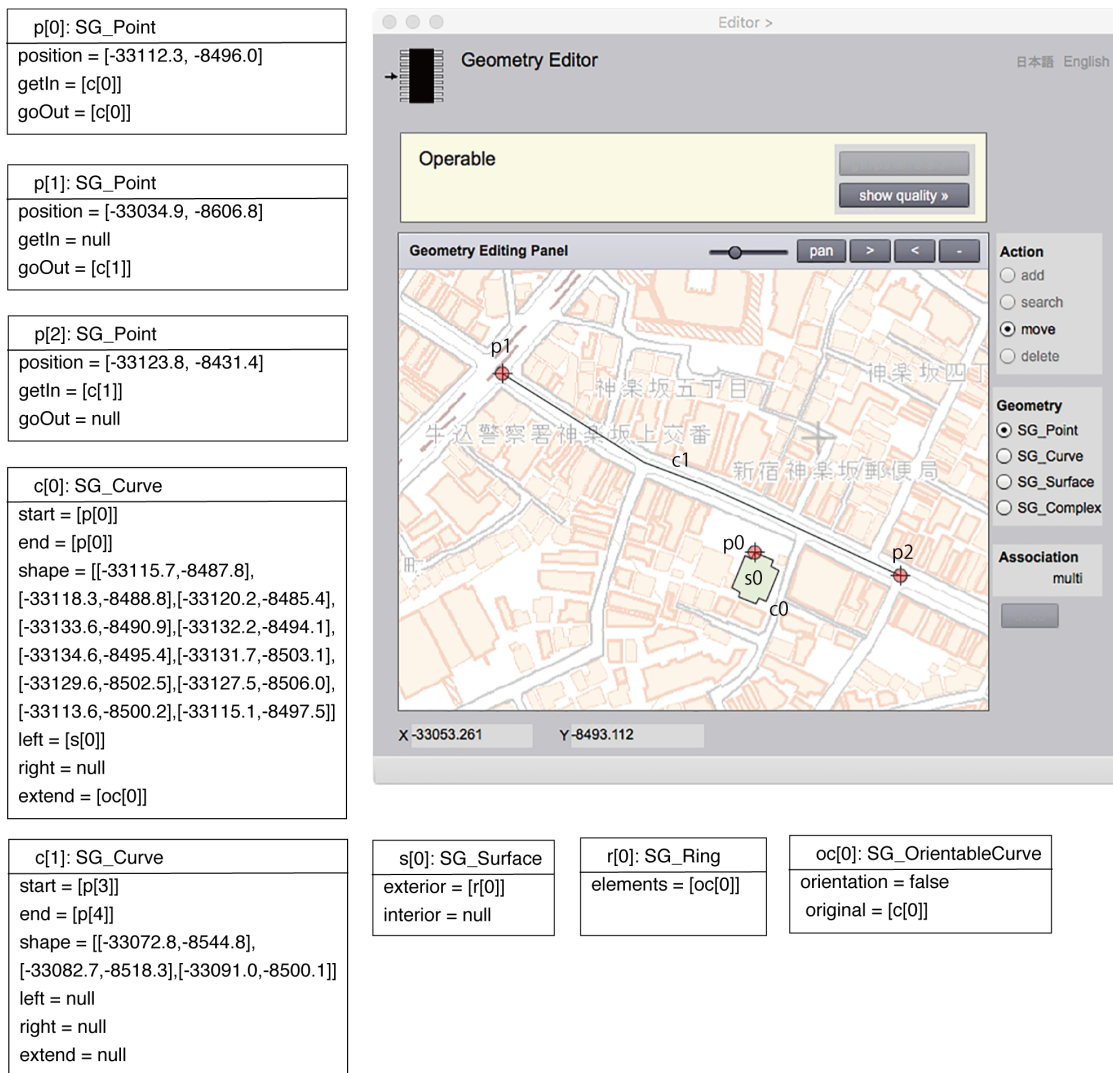 p[0]: SG_Point
position = [-33112.3, -8496.0]
getIn = [c[0]]
goOut = [c[0]]
p[1]: SG_Point
position = [-33034.9, -8606.8]
getIn = null
goOut = [c[1]]
p[2]: SG_Point
position = [-33123.8, -8431.4]
getIn = [c[1]]
goOut = null
c[0]: SG_Curve
start = [p[0]]
end = [p[0]]
shape = [[-33115.7,-8487.8],
[-33118.3,-8488.8],[-33120.2,-8485.4],
[-33133.6,-8490.9],[-33132.2,-8494.1],
[-33134.6,-8495.4],[-33131.7,-8503.1],
[-33129.6,-8502.5],[-33127.5,-8506.0],
[-33113.6,-8500.2],[-33115.1,-8497.5]]
left = [s[0]]
right = null
extend = [oc[0]]
c[1]: SG_Curve
start = [p[3]]
end = [p[4]]
shape = [[-33072.8,-8544.8],
[-33082.7,-8518.3],[-33091.0,-8500.1]]
left = null
right = null
extend = null
Editor >
Geometry Editor
日本語 English
Operable
show quality »
Geometry Editing Panel
pan > < -
p1
神楽坂五丁目
神楽坂四丁
牛込警察署神楽坂上交番
c1
新宿神楽坂郵便局
p0
p2
町
s0
c0
Action
add
search
move
delete
Geometry
SG_Point
SG_Curve
SG_Surface
SG_Complex
Association
multi
X -33053.261 Y -8493.112
s[0]: SG_Surface
exterior = [r[0]]
interior = null
r[0]: SG_Ring
elements = [oc[0]]
oc[0]: SG_OrientableCurve
orientation = false
original = [c[0]]